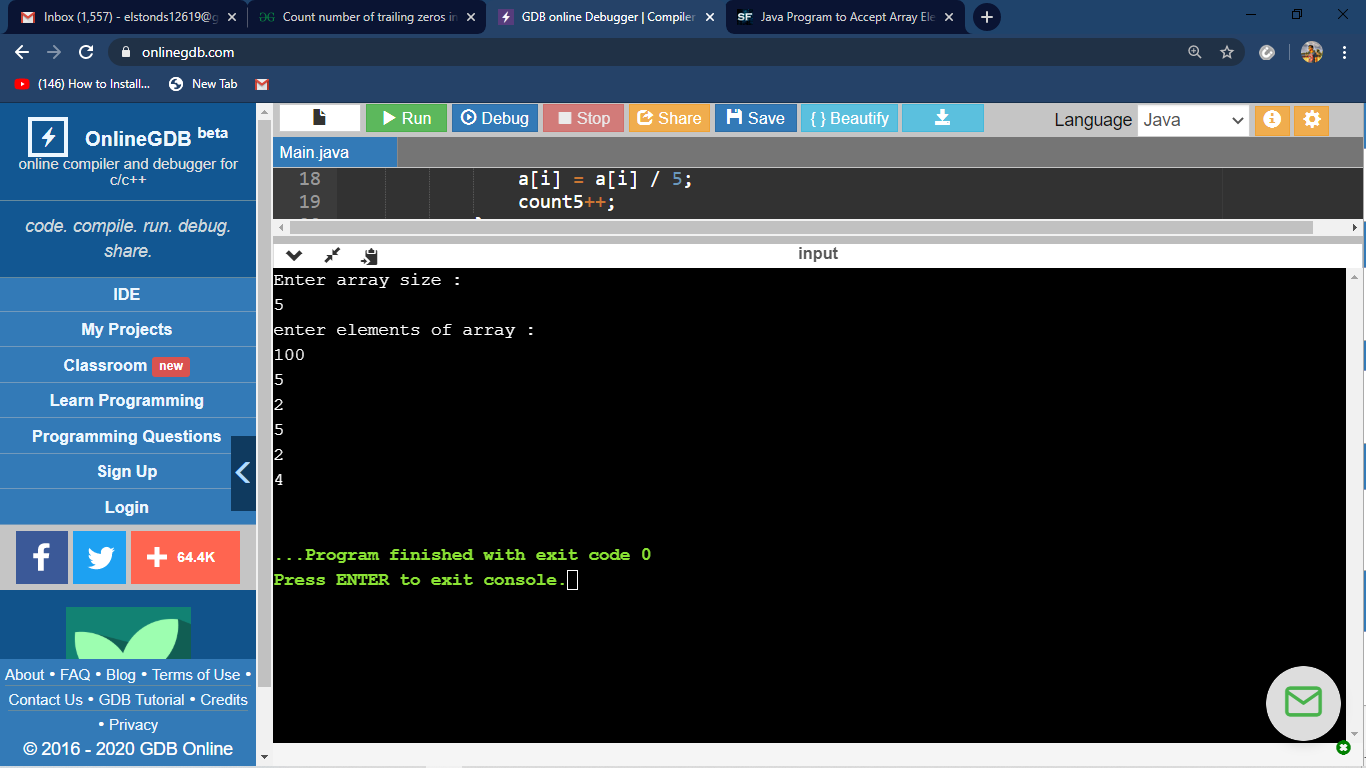 Inbox (1,557) - elstonds12619@g
Count number of trailing zeros in
GDB online Debugger | Compiler
SF Java Program to Accept Array Ele
onlinegdb.com
(146) How to Install...
New Tab
OnlineGDB beta
online compiler and debugger for
c/c++
code. compile. run. debug.
share.
IDE
My Projects
Classroom new
Learn Programming
Programming Questions
Sign Up
Login
64.4K
About • FAQ • Blog • Terms of Use •
Contact Us • GDB Tutorial • Credits
• Privacy
© 2016 - 2020 GDB Online
Run
Debug
Stop
Share
Save
{ } Beautify
Language Java
Main.java
18 a[i] = a[i] / 5;
19 count5++;
input
Enter array size :
5
enter elements of array :
100
5
2
5
2
4
...Program finished with exit code 0
Press ENTER to exit console.